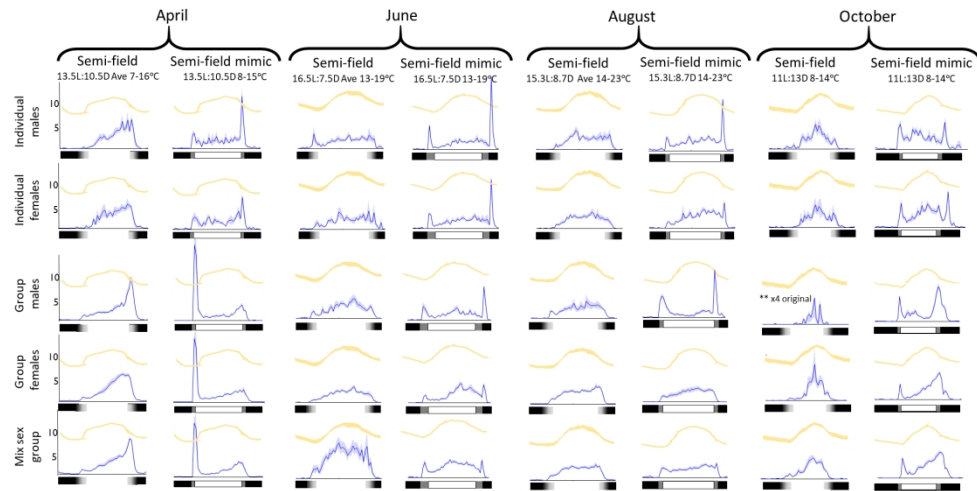 April
June
August
October
Semi-field
Semi-field mimic
Semi-field
Semi-field mimic
Semi-field
Semi-field mimic
Semi-field
Semi-field mimic
13.5L:10.5D Ave 7-16°C
13.5L:10.5D 8-15°C
16.5L:7.5D Ave 13-19°C
16.5L:7.5D 13-19°C
15.3L:8.7D Ave 14-23°C
15.3L:8.7D 14-23°C
11L:13D 8-14°C
11L:13D 8-14°C
Individual
males
10
5
Individual
females
10
5
Group
males
10
5
** x4 original
Group
females
10
5
Mix sex
group
10
5